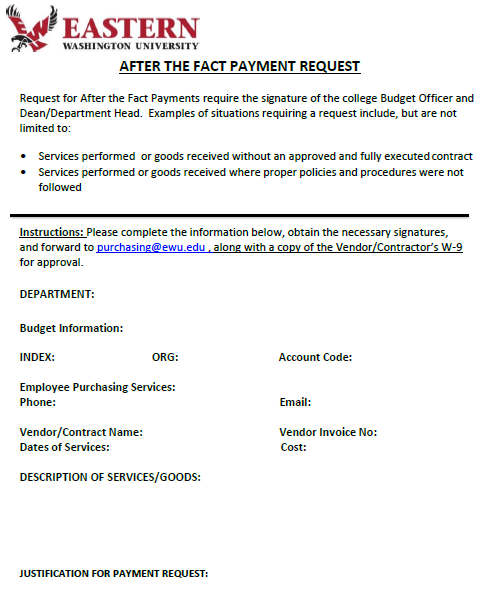 EASTERN
WASHINGTON UNIVERSITY
AFTER THE FACT PAYMENT REQUEST
Request for After the Fact Payments require the signature of the college Budget Officer and
Dean/Department Head. Examples of situations requiring a request include, but are not
limited to:
• Services performed or goods received without an approved and fully executed contract
• Services performed or goods received where proper policies and procedures were not
followed
Instructions: Please complete the information below, obtain the necessary signatures,
and forward to purchasing@ewu.edu , along with a copy of the Vendor/Contractor's W-9
for approval.
DEPARTMENT:
Budget Information:
INDEX: ORG: Account Code:
Employee Purchasing Services:
Phone: Email:
Vendor/Contract Name: Vendor Invoice No:
Dates of Services: Cost:
DESCRIPTION OF SERVICES/GOODS:
JUSTIFICATION FOR PAYMENT REQUEST: